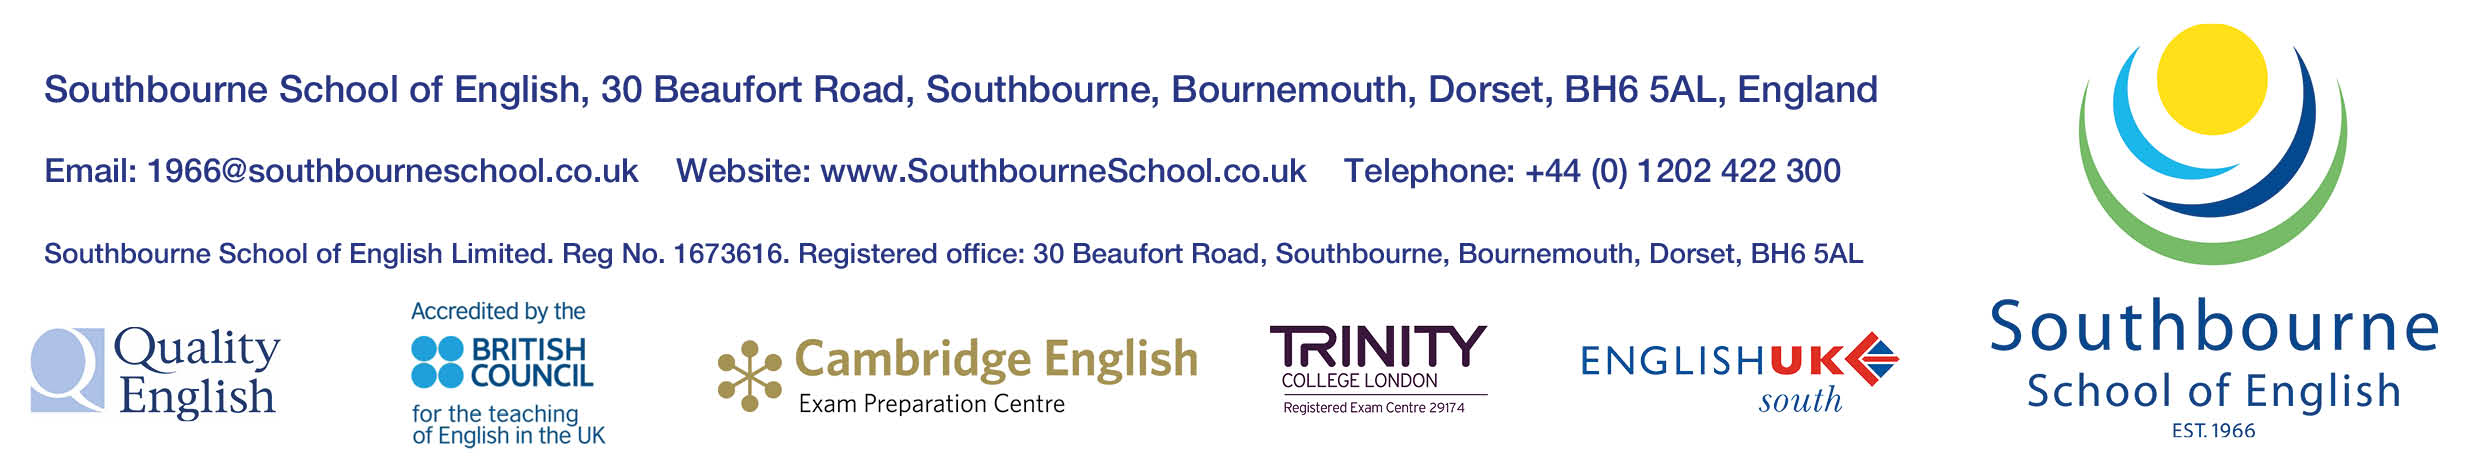 Southbourne School of English, 30 Beaufort Road, Southbourne, Bournemouth, Dorset, BH6 5AL, England
Email: 1966@southbourneschool.co.uk Website: www.SouthbourneSchool.co.uk Telephone: +44 (0) 1202 422 300
Southbourne School of English Limited. Reg No. 1673616. Registered office: 30 Beaufort Road, Southbourne, Bournemouth, Dorset, BH6 5AL
Quality
English
Accredited by the
BRITISH
COUNCIL
for the teaching
of English in the UK
Cambridge English
Exam Preparation Centre
TRINITY
COLLEGE LONDON
Registered Exam Centre 29174
ENGLISHUK
south
Southbourne
School of English
EST. 1966